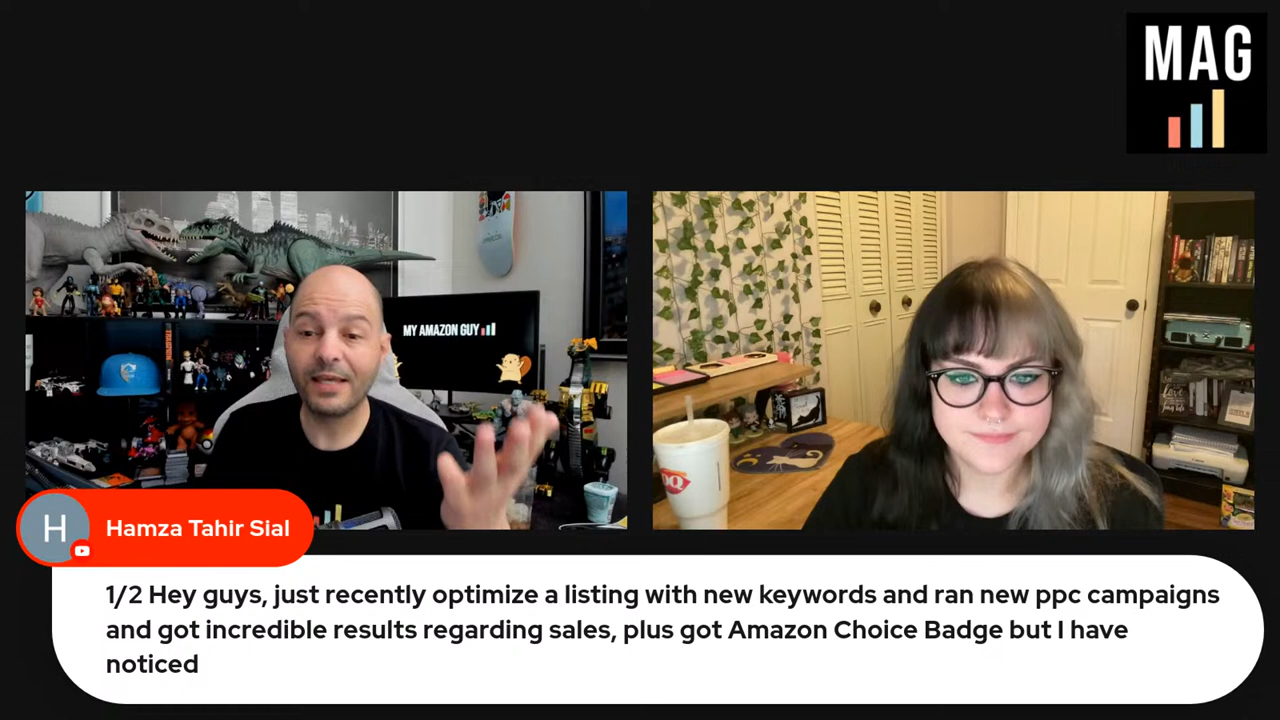 MAG
MY AMAZON GUY
DQ
Hamza Tahir Sial
H
1/2 Hey guys, just recently optimize a listing with new keywords and ran new ppc campaigns
and got incredible results regarding sales, plus got Amazon Choice Badge but I have
noticed